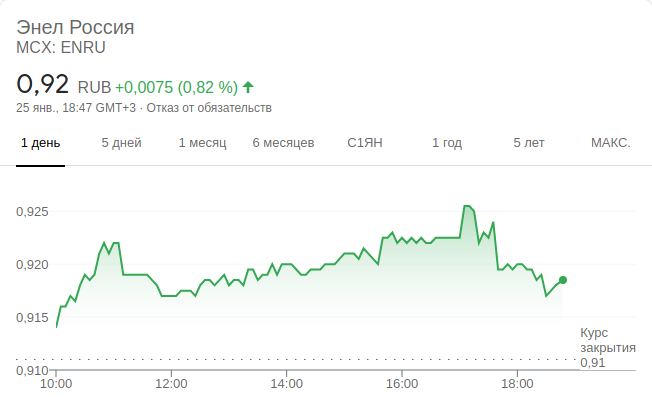 Энел Россия
MCX: ENRU
0,92 RUB +0,0075 (0,82 %)
25 янв., 18:47 GMT+3 · Отказ от обязательств
1 день 5 дней 1 месяц 6 месяцев С1ЯН 1 год 5 лет МАКС.
0,925
0,920
0,915
0,910
Курс
закрытия
0,91
10:00 12:00 14:00 16:00 18:00